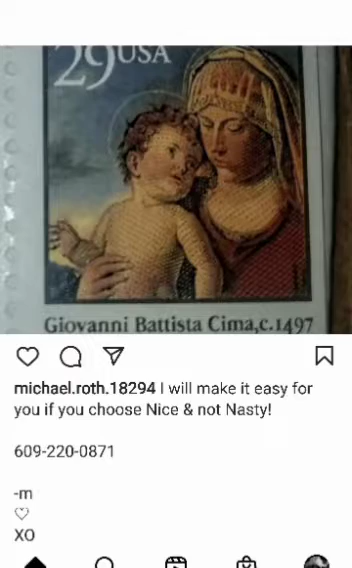 29USA
Giovanni Battista Cima,c.1497
michael.roth.18294 I will make it easy for
you if you choose Nice & not Nasty!
609-220-0871
-m
♡
XO